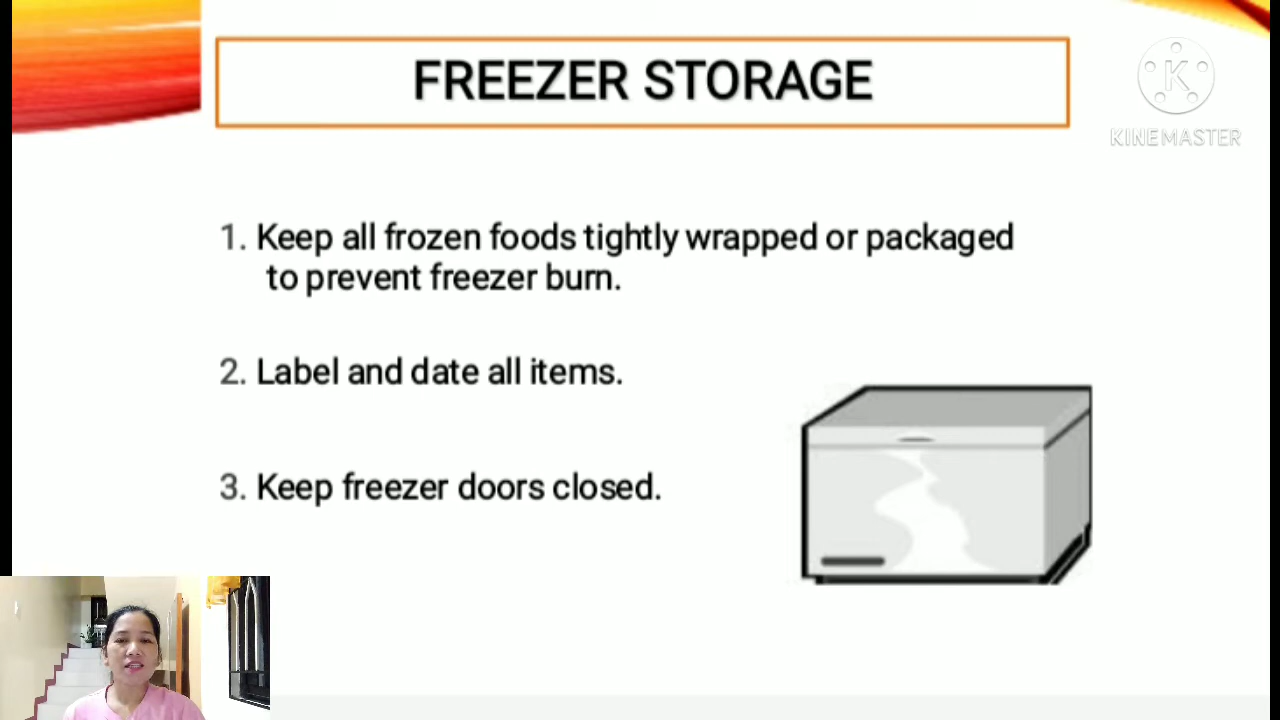 FREEZER STORAGE
K
KINEMASTER
1. Keep all frozen foods tightly wrapped or packaged
to prevent freezer burn.
2. Label and date all items.
3. Keep freezer doors closed.